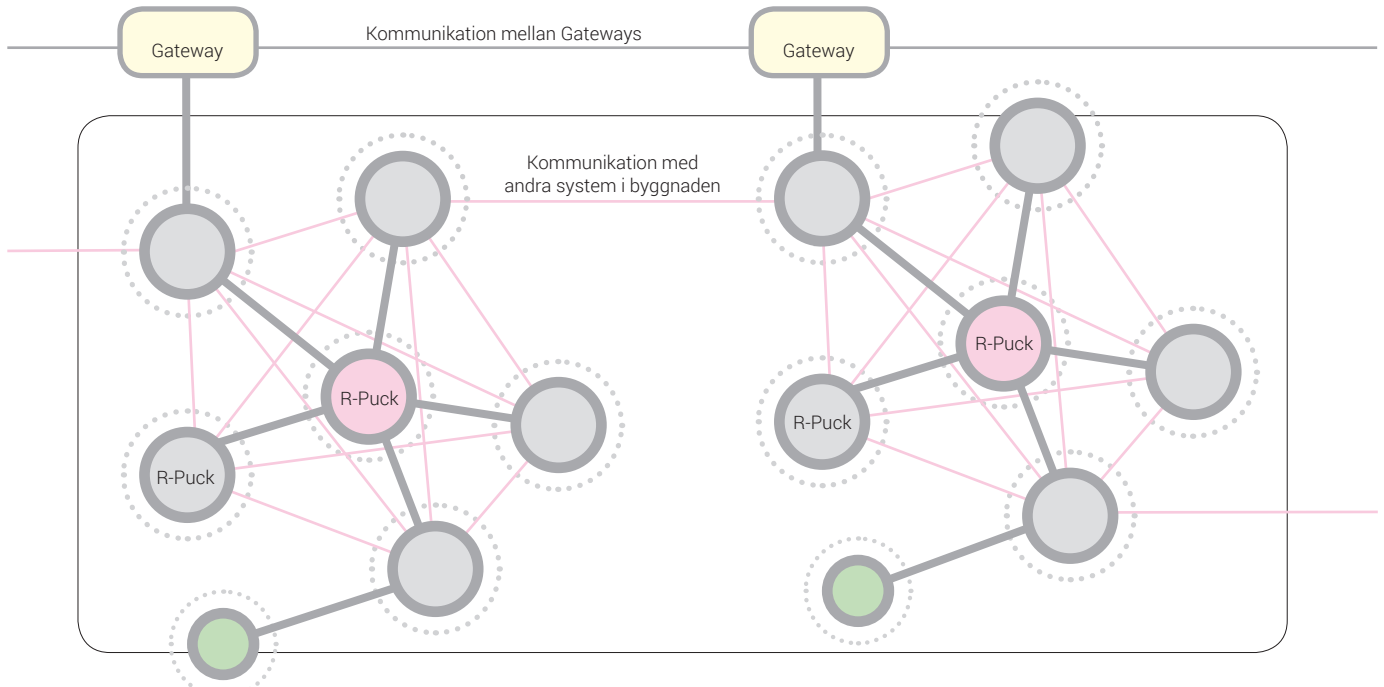 Kommunikation mellan Gateways
Gateway
Gateway
Kommunikation med
andra system i byggnaden
R-Puck
R-Puck
R-Puck
R-Puck